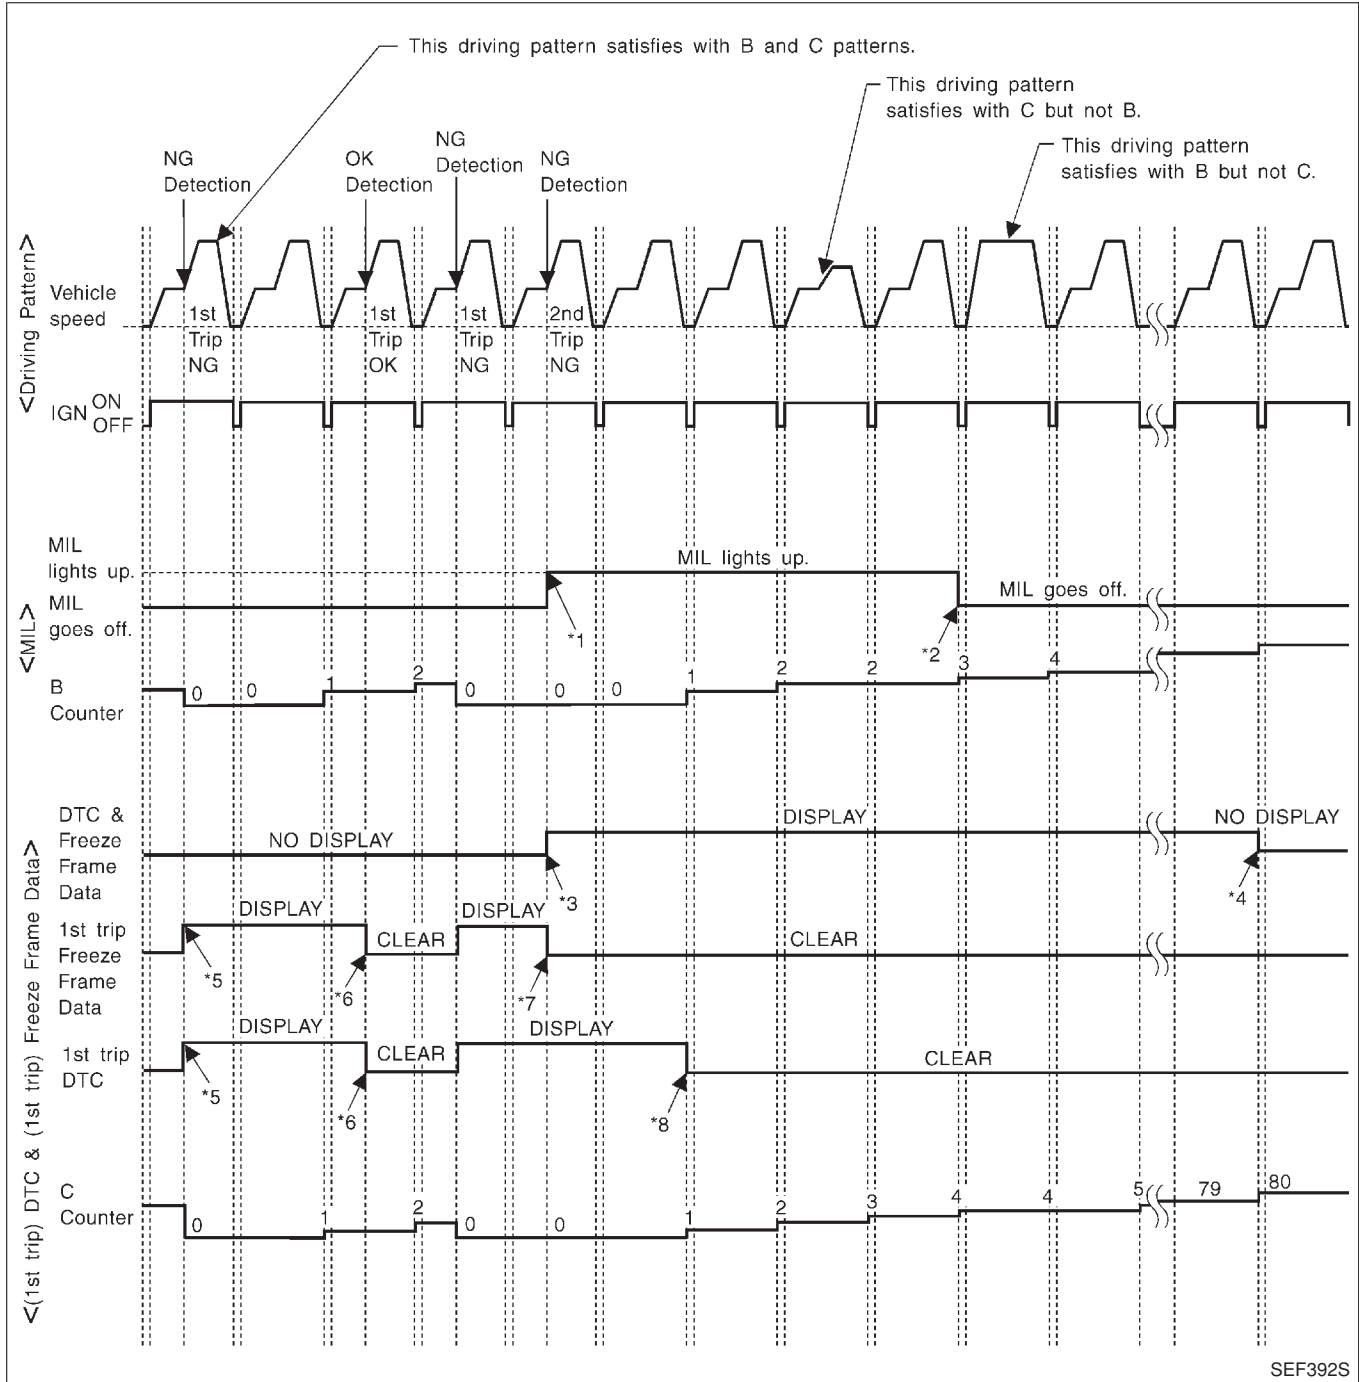 This driving pattern satisfies with B and C patterns.
This driving pattern
satisfies with C but not B.
This driving pattern
satisfies with B but not C.
NG
Detection
OK
Detection
NG
Detection
NG
Detection
<Driving Pattern>
Vehicle
speed
1st
Trip
NG
1st
Trip
OK
1st
Trip
NG
2nd
Trip
NG
IGN ON
OFF
<MIL>
MIL
lights up.
MIL lights up.
MIL
goes off.
MIL goes off.
*1
*2
B
Counter
0 0 1 2 0 0 0 1 2 2 3 4
<(1st trip) DTC & (1st trip) Freeze Frame Data>
DTC &
Freeze
Frame
Data
NO DISPLAY
DISPLAY
NO DISPLAY
*3
*4
1st trip
Freeze
Frame
Data
DISPLAY
CLEAR
DISPLAY
CLEAR
*5
*6
*7
1st trip
DTC
DISPLAY
CLEAR
DISPLAY
CLEAR
*5
*6
*8
C
Counter
0 1 2 0 0 1 2 3 4 4 5 79 80
SEF392S